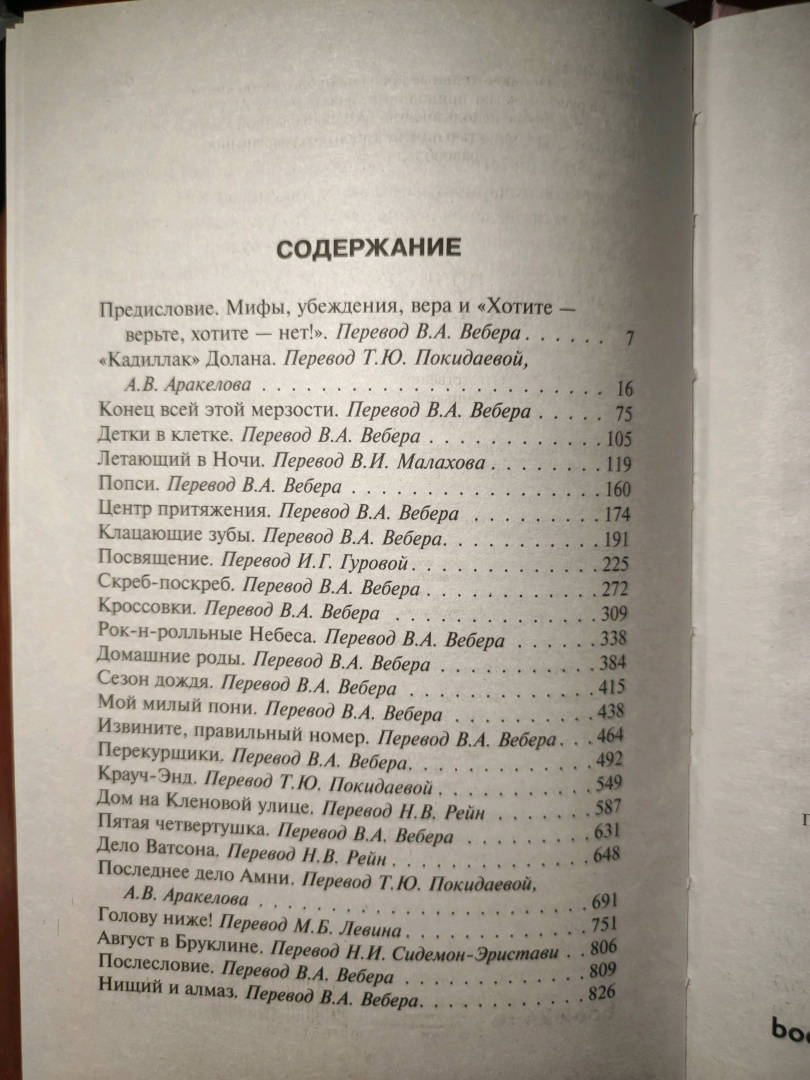 СОДЕРЖАНИЕ
Предисловие. Мифы, убеждения, вера и «Хотите —
верьте, хотите — нет!». Перевод В.А. Вебера . . . . . . 7
«Кадиллак» Долана. Перевод Т.Ю. Покидаевой,
А.В. Аракелова . . . . . . . . . . . . . . . . . . . . . . . 16
Конец всей этой мерзости. Перевод В.А. Вебера . . . . . 75
Детки в клетке. Перевод В.А. Вебера . . . . . . . . . . . 105
Летающий в Ночи. Перевод В.И. Малахова . . . . . . . . 119
Попси. Перевод В.А. Вебера . . . . . . . . . . . . . . . . 160
Центр притяжения. Перевод В.А. Вебера . . . . . . . . . 174
Клацающие зубы. Перевод В.А. Вебера. . . . . . . . . . . 191
Посвящение. Перевод И.Г. Гуровой . . . . . . . . . . . . 225
Скреб-поскреб. Перевод В.А. Вебера . . . . . . . . . . . 272
Кроссовки. Перевод В.А. Вебера . . . . . . . . . . . . . 309
Рок-н-ролльные Небеса. Перевод В.А. Вебера . . . . . . 338
Домашние роды. Перевод В.А. Вебера . . . . . . . . . . . 384
Сезон дождя. Перевод В.А. Вебера . . . . . . . . . . . . 415
Мой милый пони. Перевод В.А. Вебера . . . . . . . . . . 438
Извините, правильный номер. Перевод В.А. Вебера . . . 464
Перекурщики. Перевод В.А. Вебера. . . . . . . . . . . . 492
Крауч-Энд. Перевод Т.Ю. Покидаевой . . . . . . . . . . 549
Дом на Кленовой улице. Перевод Н.В. Рейн . . . . . . . 587
Пятая четвертушка. Перевод В.А. Вебера . . . . . . . . . 631
Дело Ватсона. Перевод Н.В. Рейн . . . . . . . . . . . . . 648
Последнее дело Амни. Перевод Т.Ю. Покидаевой,
А.В. Аракелова . . . . . . . . . . . . . . . . . . . . . . 691
Голову ниже! Перевод М.Б. Левина . . . . . . . . . . . . 751
Август в Бруклине. Перевод Н.И. Сидемон-Эристави . . 806
Послесловие. Перевод В.А. Вебера . . . . . . . . . . . . 809
Нищий и алмаз. Перевод В.А. Вебера. . . . . . . . . . . 826